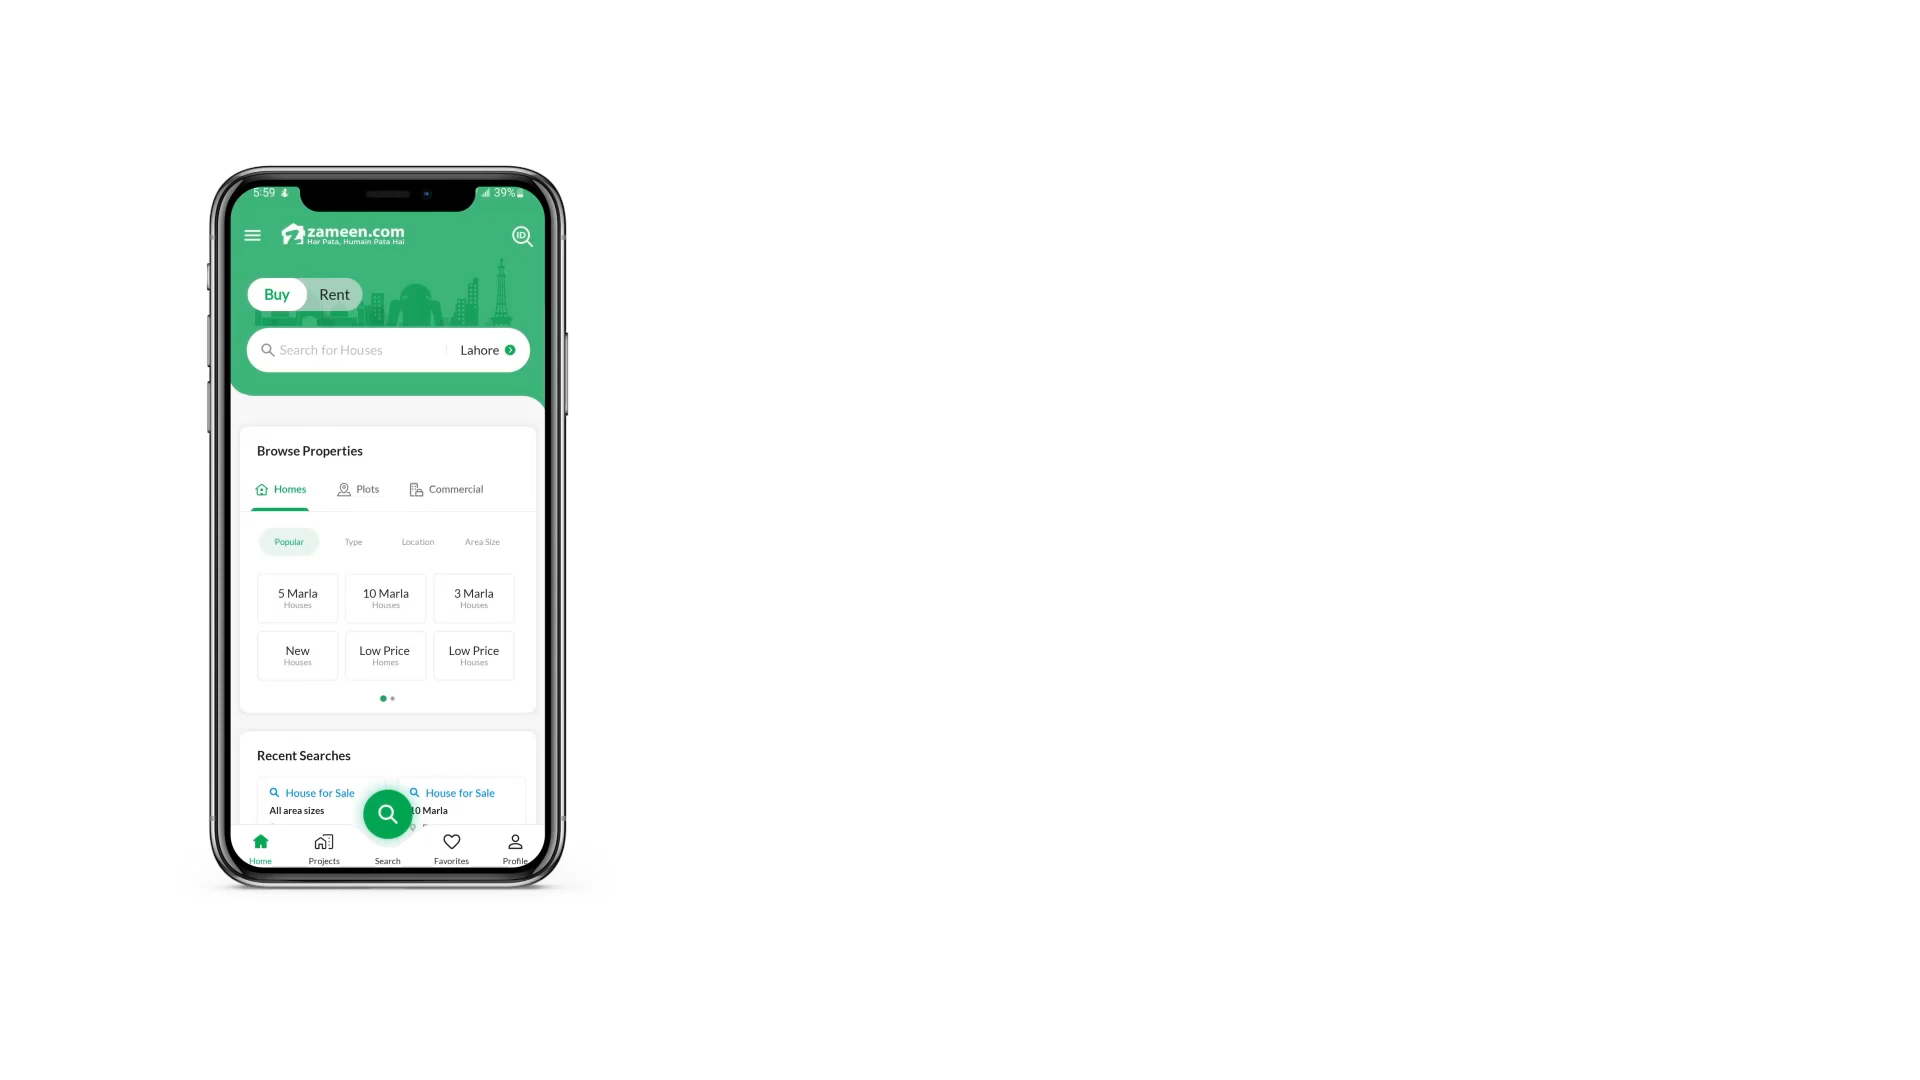 5:59
39%
zameen.com
Har Pata, Humain Pata Hai
ID
Buy Rent
Search for Houses Lahore
Browse Properties
Homes Plots Commercial
Popular Type Location Area Size
5 Marla 10 Marla 3 Marla
Houses Houses Houses
New Low Price Low Price
Houses Homes Houses
Recent Searches
House for Sale House for Sale
All area sizes 10 Marla
Home Projects Search Favorites Profile